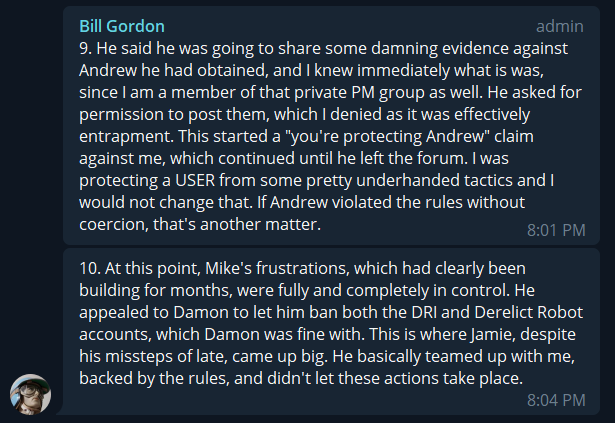 Bill Gordon admin
9. He said he was going to share some damning evidence against
Andrew he had obtained, and I knew immediately what is was,
since I am a member of that private PM group as well. He asked for
permission to post them, which I denied as it was effectively
entrapment. This started a "you're protecting Andrew" claim
against me, which continued until he left the forum. I was
protecting a USER from some pretty underhanded tactics and I
would not change that. If Andrew violated the rules without
coercion, that's another matter.
8:01 PM
10. At this point, Mike's frustrations, which had clearly been
building for months, were fully and completely in control. He
appealed to Damon to let him ban both the DRI and Derelict Robot
accounts, which Damon was fine with. This is where Jamie, despite
his missteps of late, came up big. He basically teamed up with me,
backed by the rules, and didn't let these actions take place.
8:04 PM